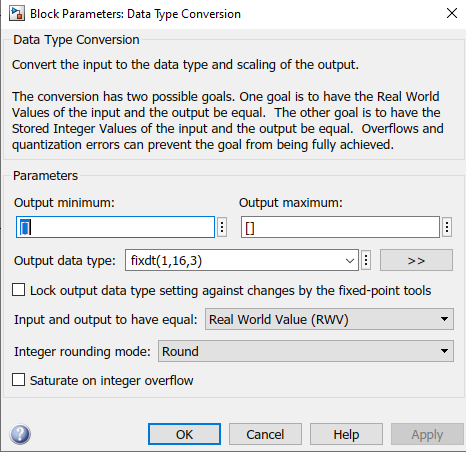 Block Parameters: Data Type Conversion
Data Type Conversion
Convert the input to the data type and scaling of the output.
The conversion has two possible goals. One goal is to have the Real World
Values of the input and the output be equal.  The other goal is to have the
Stored Integer Values of the input and the output be equal.  Overflows and
quantization errors can prevent the goal from being fully achieved.
Parameters
Output minimum: Output maximum:
[] []
Output data type: fixdt(1,16,3) >>
Lock output data type setting against changes by the fixed-point tools
Input and output to have equal: Real World Value (RWV)
Integer rounding mode: Round
Saturate on integer overflow
? OK Cancel Help Apply